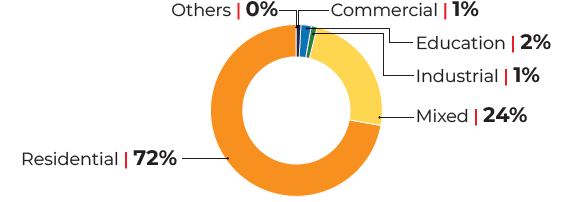 Others | 0%
Commercial | 1%
Education | 2%
Industrial | 1%
Mixed | 24%
Residential | 72%